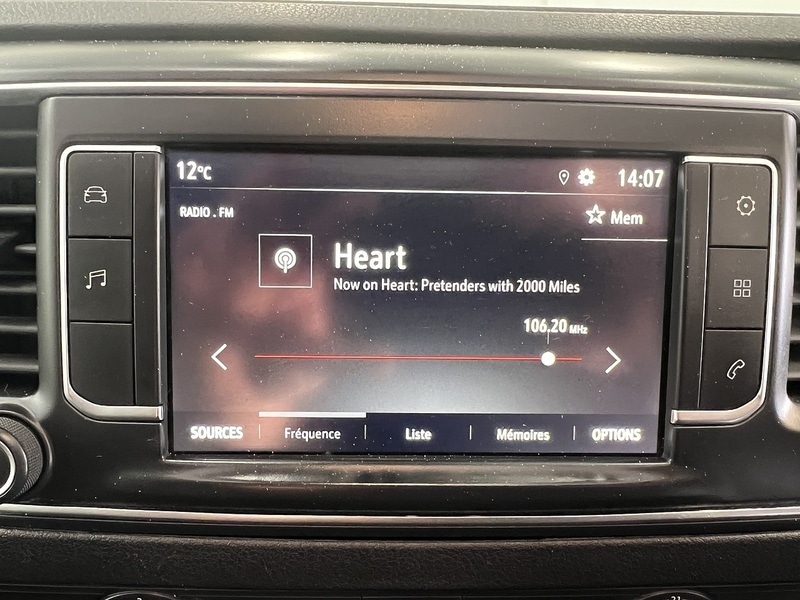 12°C 14:07
RADIO . FM
Mem
Heart
Now on Heart: Pretenders with 2000 Miles
106.20 MHz
SOURCES Fréquence Liste Mémoires OPTIONS